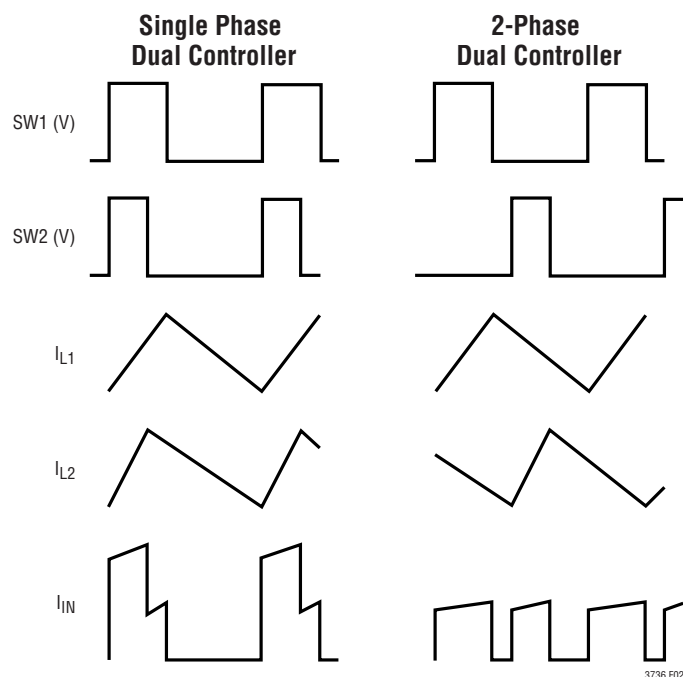 Single Phase
Dual Controller
2-Phase
Dual Controller
SW1 (V)
SW2 (V)
IL1
IL2
IIN
3736 F02